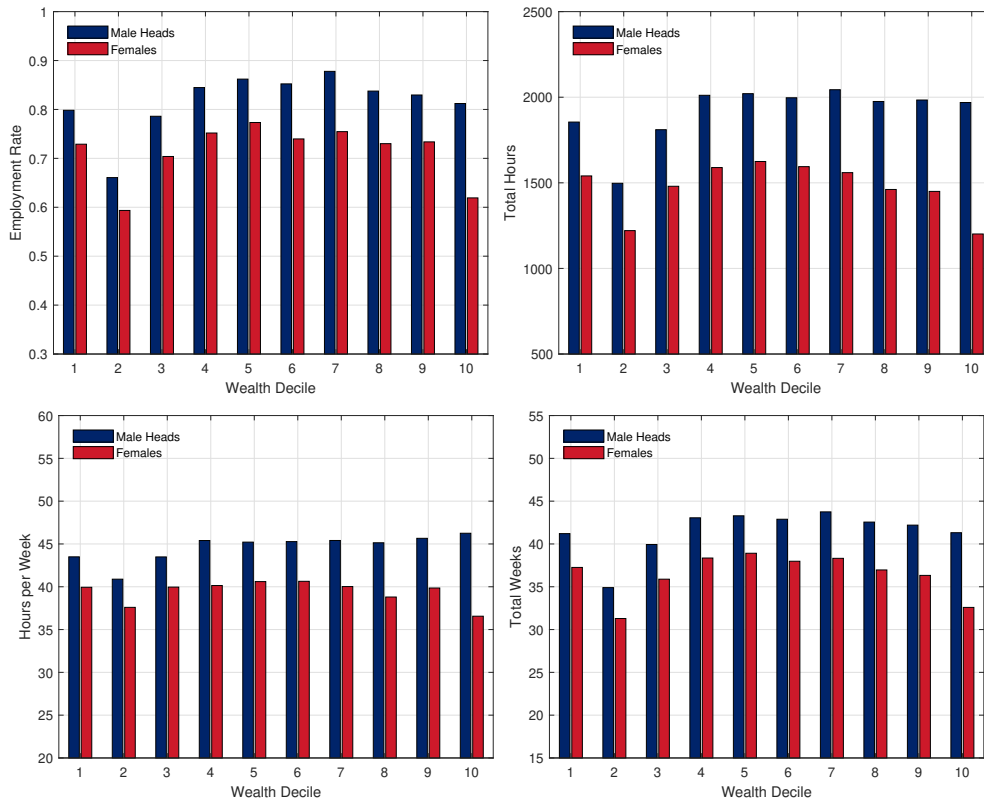 Male Heads
Females
Employment Rate
1
0.9
0.8
0.7
0.6
0.5
0.4
0.3
1 2 3 4 5 6 7 8 9 10
Wealth Decile
Male Heads
Females
Total Hours
2500
2000
1500
1000
500
1 2 3 4 5 6 7 8 9 10
Wealth Decile
Male Heads
Females
Hours per Week
60
55
50
45
40
35
30
25
20
1 2 3 4 5 6 7 8 9 10
Wealth Decile
Male Heads
Females
Total Weeks
55
50
45
40
35
30
25
20
15
1 2 3 4 5 6 7 8 9 10
Wealth Decile